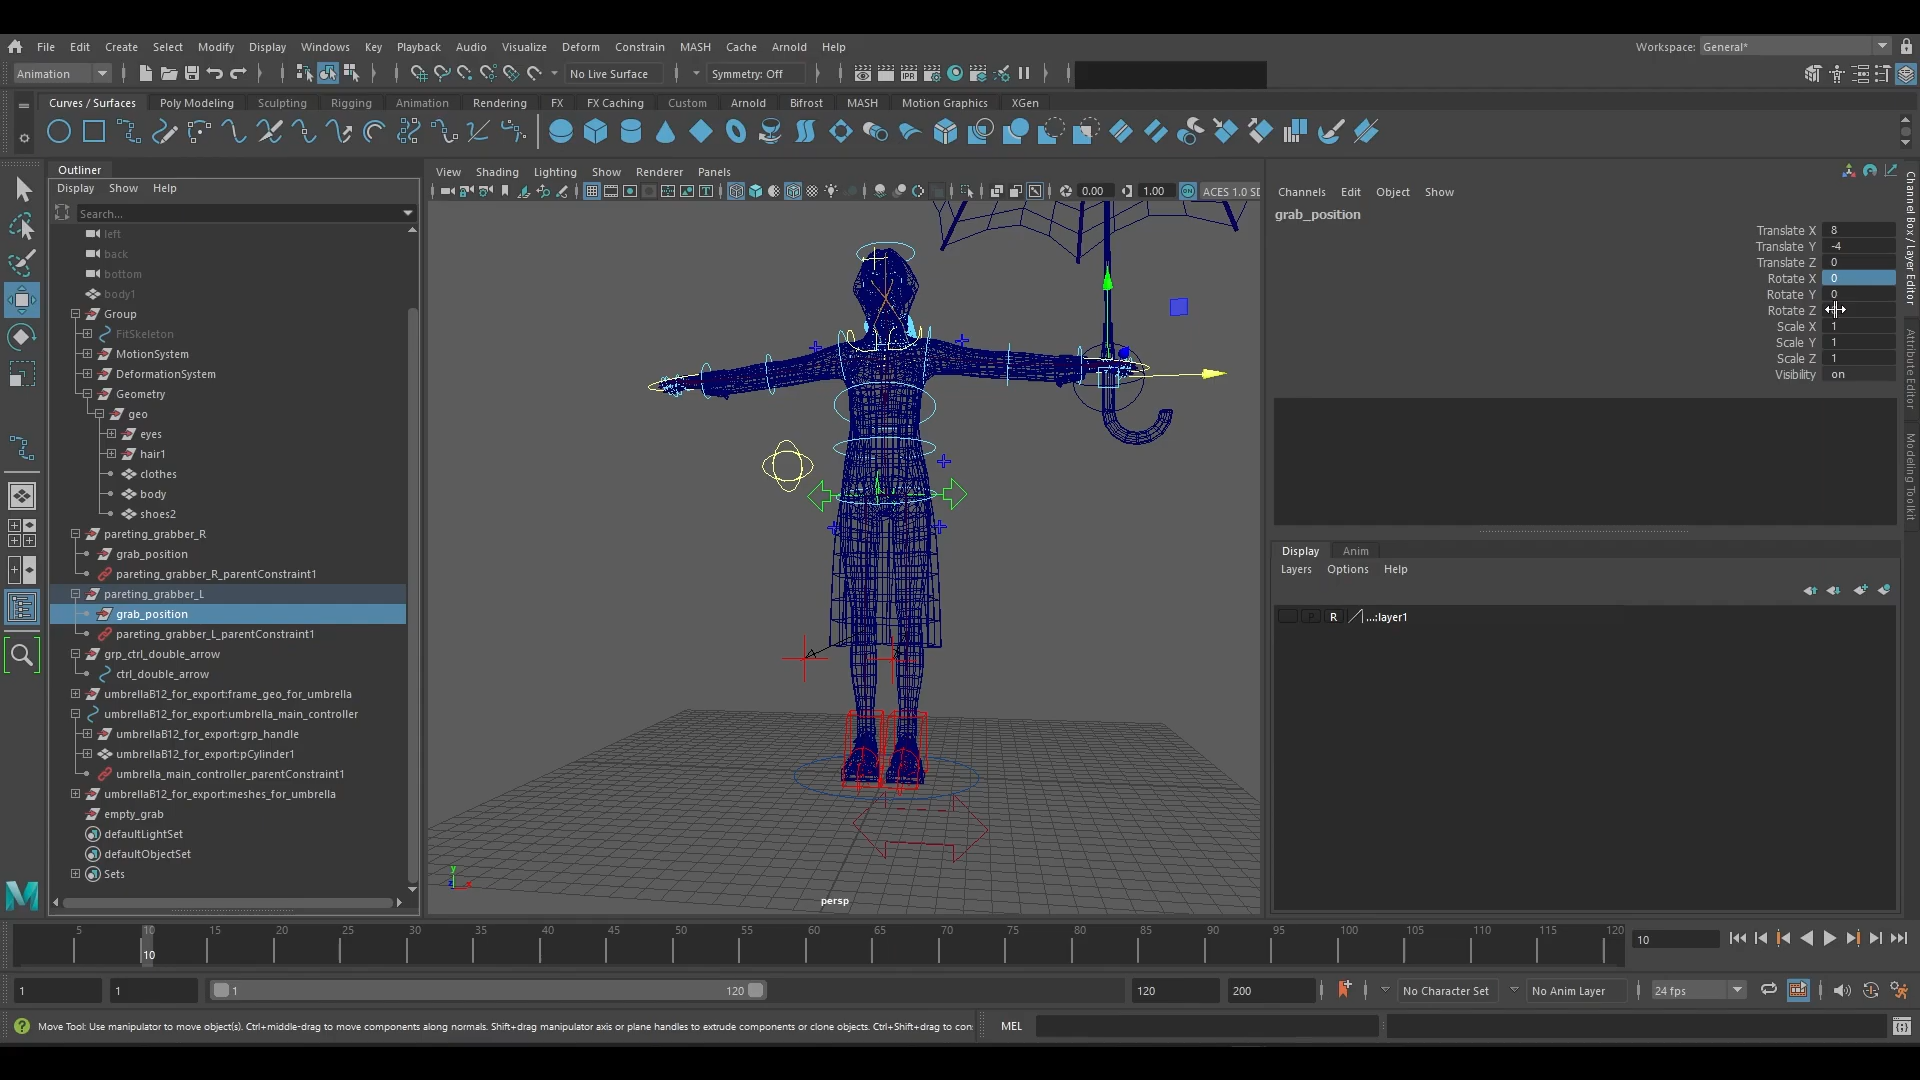 File Edit Create Select Modify Display Windows Key Playback Audio Visualize Deform Constrain MASH Cache Arnold Help Workspace: General*
Animation No Live Surface Symmetry: Off
Curves / Surfaces Poly Modeling Sculpting Rigging Animation Rendering FX FX Caching Custom Arnold Bifrost MASH Motion Graphics XGen
Outliner
Display Show Help
Search...
left
back
bottom
body1
Group
FitSkeleton
MotionSystem
DeformationSystem
Geometry
geo
eyes
hair1
clothes
body
shoes2
pareting_grabber_R
grab_position
pareting_grabber_R_parentConstraint1
pareting_grabber_L
grab_position
pareting_grabber_L_parentConstraint1
grp_ctrl_double_arrow
ctrl_double_arrow
umbrellaB12_for_export:frame_geo_for_umbrella
umbrellaB12_for_export:umbrella_main_controller
umbrellaB12_for_export:grp_handle
umbrellaB12_for_export:pCylinder1
umbrella_main_controller_parentConstraint1
umbrellaB12_for_export:meshes_for_umbrella
empty_grab
defaultLightSet
defaultObjectSet
Sets
View Shading Lighting Show Renderer Panels
0.00 1.00 ACES 1.0 SD
y
z x
persp
Channels Edit Object Show
grab_position
Translate X 8
Translate Y -4
Translate Z 0
Rotate X 0
Rotate Y 0
Rotate Z
Scale X 1
Scale Y 1
Scale Z 1
Visibility on
Display Anim
Layers Options Help
P R ...:layer1
Channel Box / Layer Editor
Attribute Editor
Modeling Toolkit
5 10 15 20 25 30 35 40 45 50 55 60 65 70 75 80 85 90 95 100 105 110 115 120
10 10
1 1 1 120 120 200 No Character Set No Anim Layer 24 fps
Move Tool: Use manipulator to move object(s). Ctrl+middle-drag to move components along normals. Shift+drag manipulator axis or plane handles to extrude components or clone objects. Ctrl+Shift+drag to con MEL